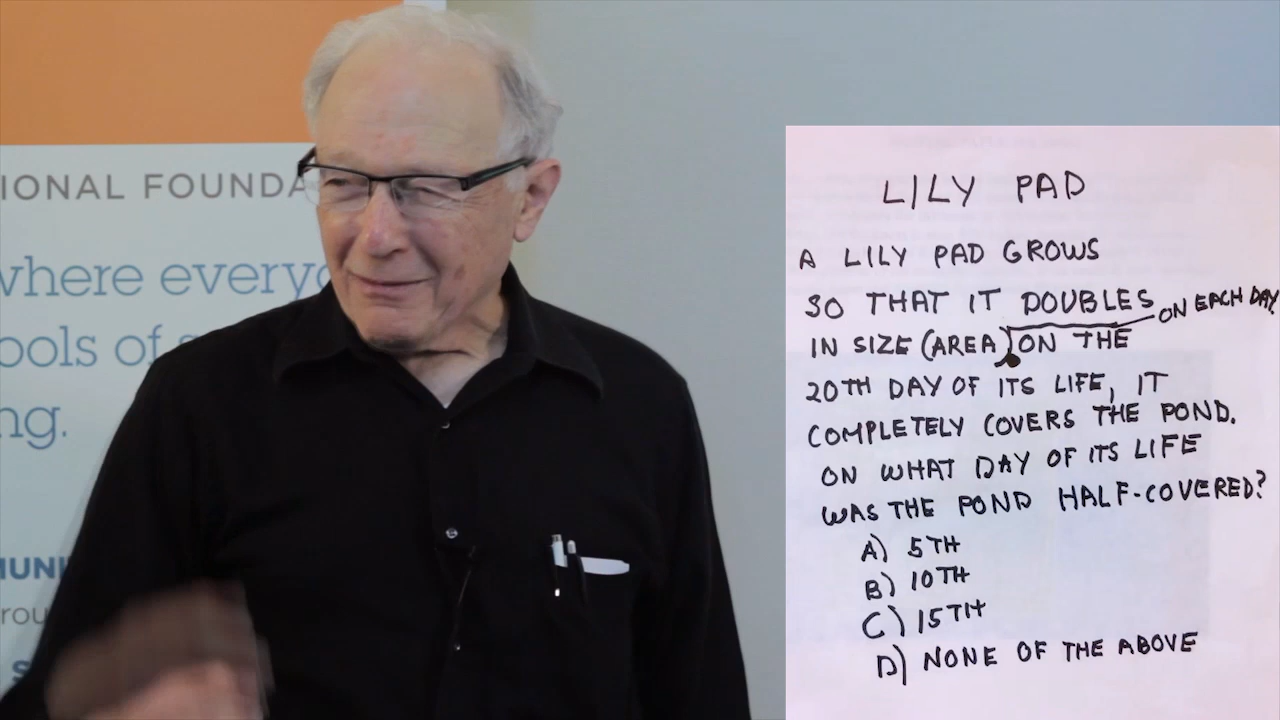 IONAL FOUNDA
where everyo
ools of s
ng.
MUNI
rou
S
LILY PAD
A LILY PAD GROWS
SO THAT IT DOUBLES ON EACH DAY.
IN SIZE (AREA). ON THE
20TH DAY OF ITS LIFE, IT
COMPLETELY COVERS THE POND.
ON WHAT DAY OF ITS LIFE
WAS THE POND HALF-COVERED?
A) 5TH
B) 10TH
C) 15TH
D) NONE OF THE ABOVE